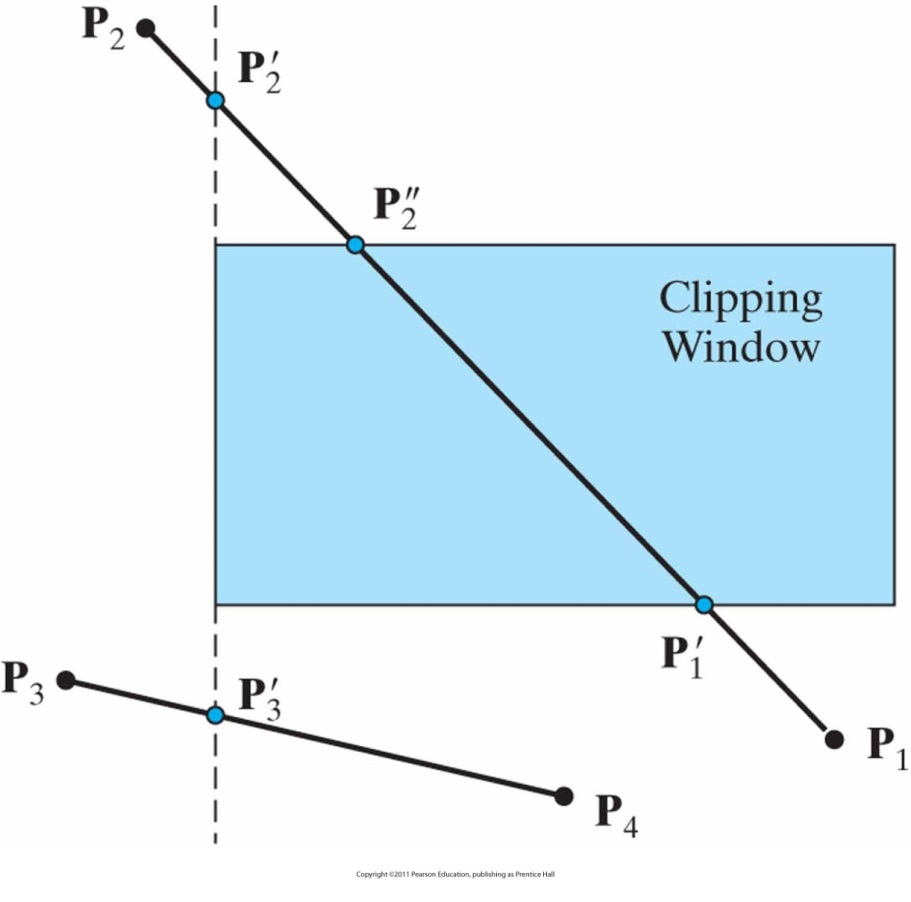 P2
P′2
P″2
Clipping
Window
P′1
P3
P′3
P1
P4
Copyright ©2011 Pearson Education, publishing as Prentice Hall